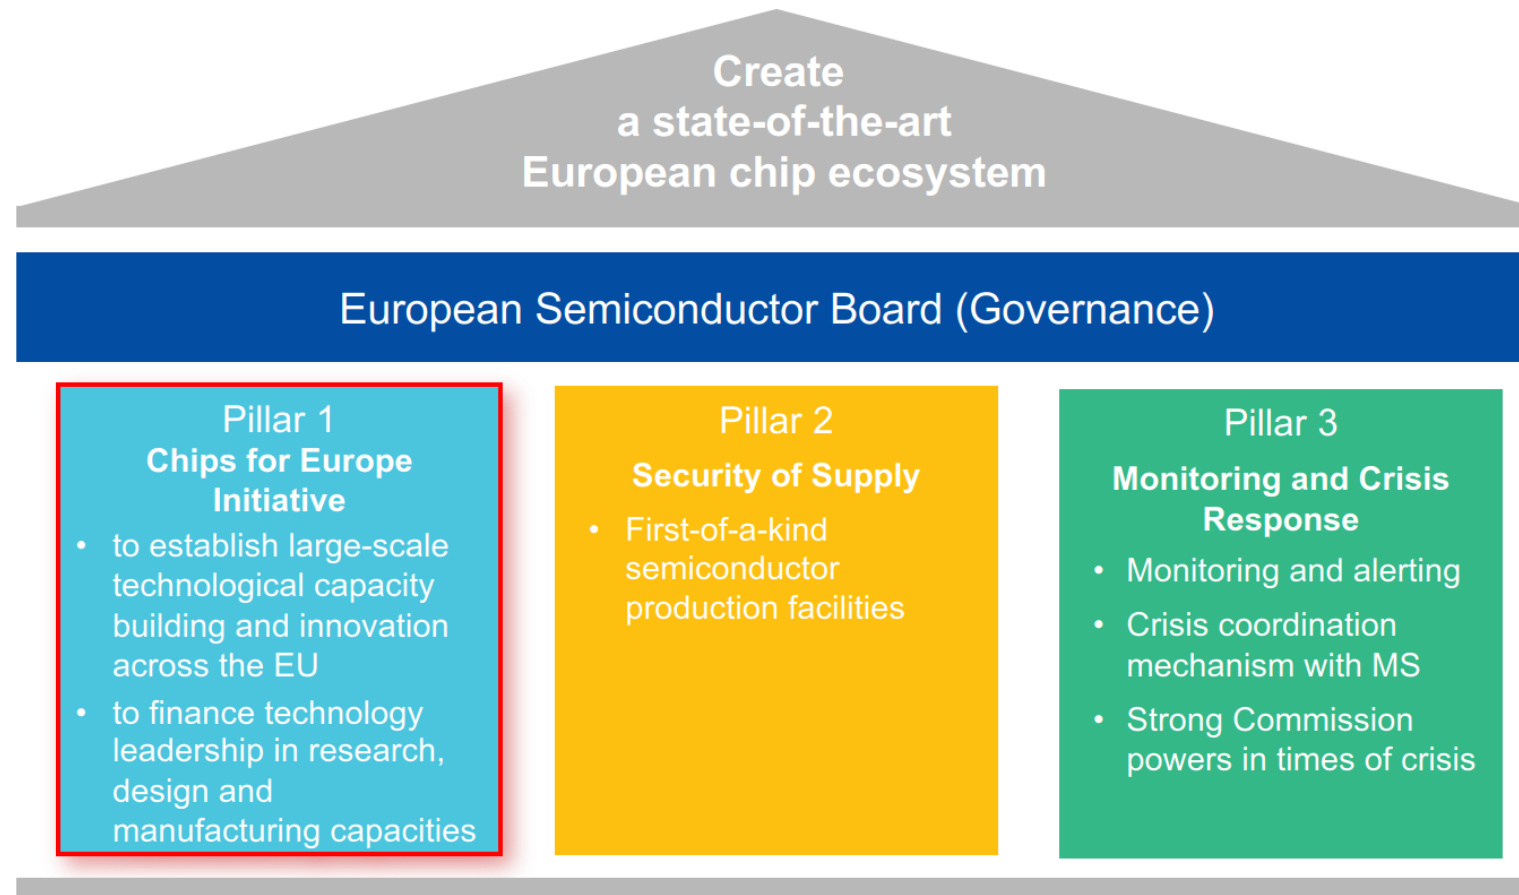 Create
a state-of-the-art
European chip ecosystem
European Semiconductor Board (Governance)
Pillar 1
Chips for Europe
Initiative
• to establish large-scale
technological capacity
building and innovation
across the EU
• to finance technology
leadership in research,
design and
manufacturing capacities
Pillar 2
Security of Supply
• First-of-a-kind
semiconductor
production facilities
Pillar 3
Monitoring and Crisis
Response
• Monitoring and alerting
• Crisis coordination
mechanism with MS
• Strong Commission
powers in times of crisis